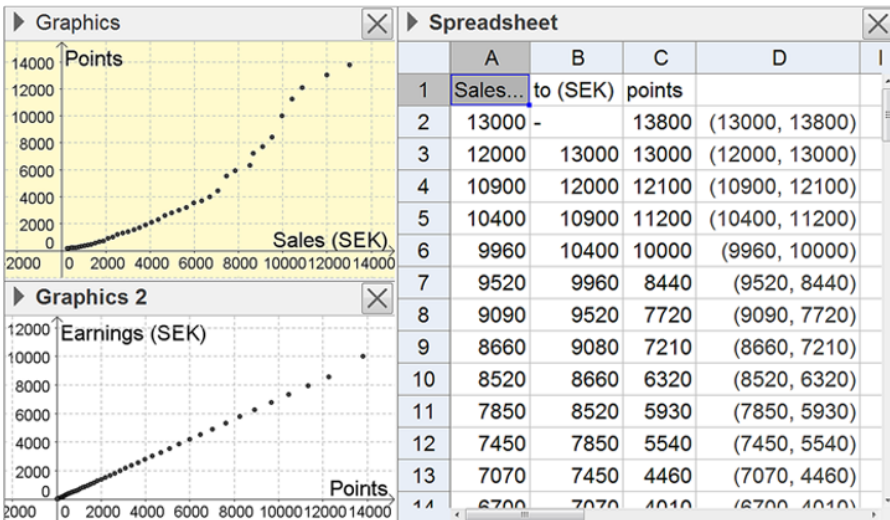 Graphics
Points
14000
12000
10000
8000
6000
4000
2000
0
Sales (SEK)
2000 0 2000 4000 6000 8000 10000 12000 14000
Graphics 2
12000
Earnings (SEK)
10000
8000
6000
4000
2000
0
Points
2000 0 2000 4000 6000 8000 10000 12000 14000
Spreadsheet
A B C D
1 Sales... to (SEK) points
2 13000 - 13800 (13000, 13800)
3 12000 13000 13000 (12000, 13000)
4 10900 12000 12100 (10900, 12100)
5 10400 10900 11200 (10400, 11200)
6 9960 10400 10000 (9960, 10000)
7 9520 9960 8440 (9520, 8440)
8 9090 9520 7720 (9090, 7720)
9 8660 9080 7210 (8660, 7210)
10 8520 8660 6320 (8520, 6320)
11 7850 8520 5930 (7850, 5930)
12 7450 7850 5540 (7450, 5540)
13 7070 7450 4460 (7070, 4460)
14 6700 7070 4010 (6700, 4010)